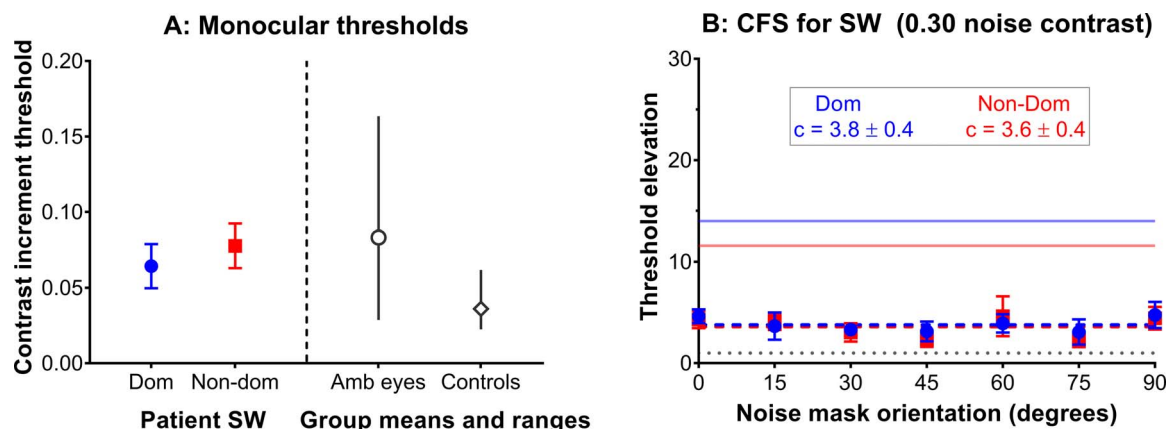 A: Monocular thresholds
Contrast increment threshold
0.20
0.15
0.10
0.05
0.00
Dom
Non-dom
Amb eyes
Controls
Patient SW
Group means and ranges
B: CFS for SW (0.30 noise contrast)
Threshold elevation
30
20
10
0
Dom
c = 3.8 ± 0.4
Non-Dom
c = 3.6 ± 0.4
0
15
30
45
60
75
90
Noise mask orientation (degrees)